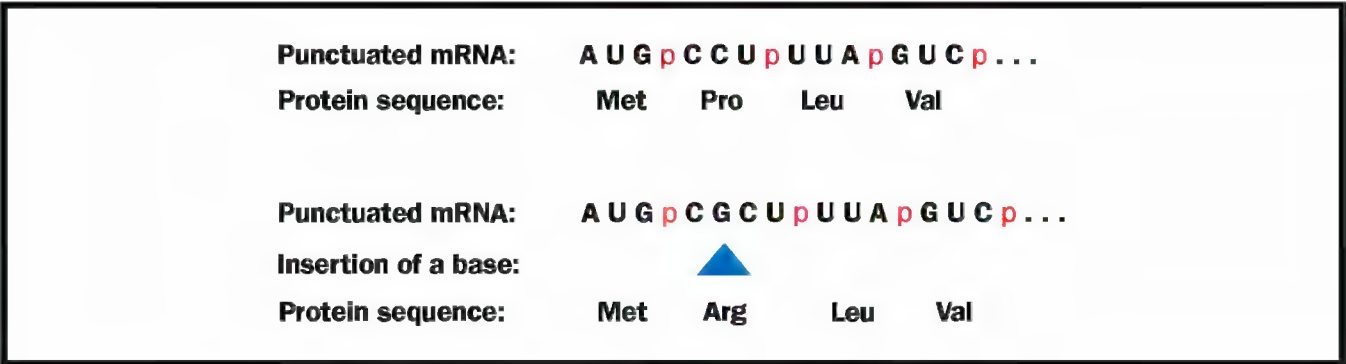 Punctuated mRNA: A U G p C C U p U U A p G U C p . . .
Protein sequence: Met Pro Leu Val
Punctuated mRNA: A U G p C G C U p U U A p G U C p . . .
Insertion of a base:
Protein sequence: Met Arg Leu Val